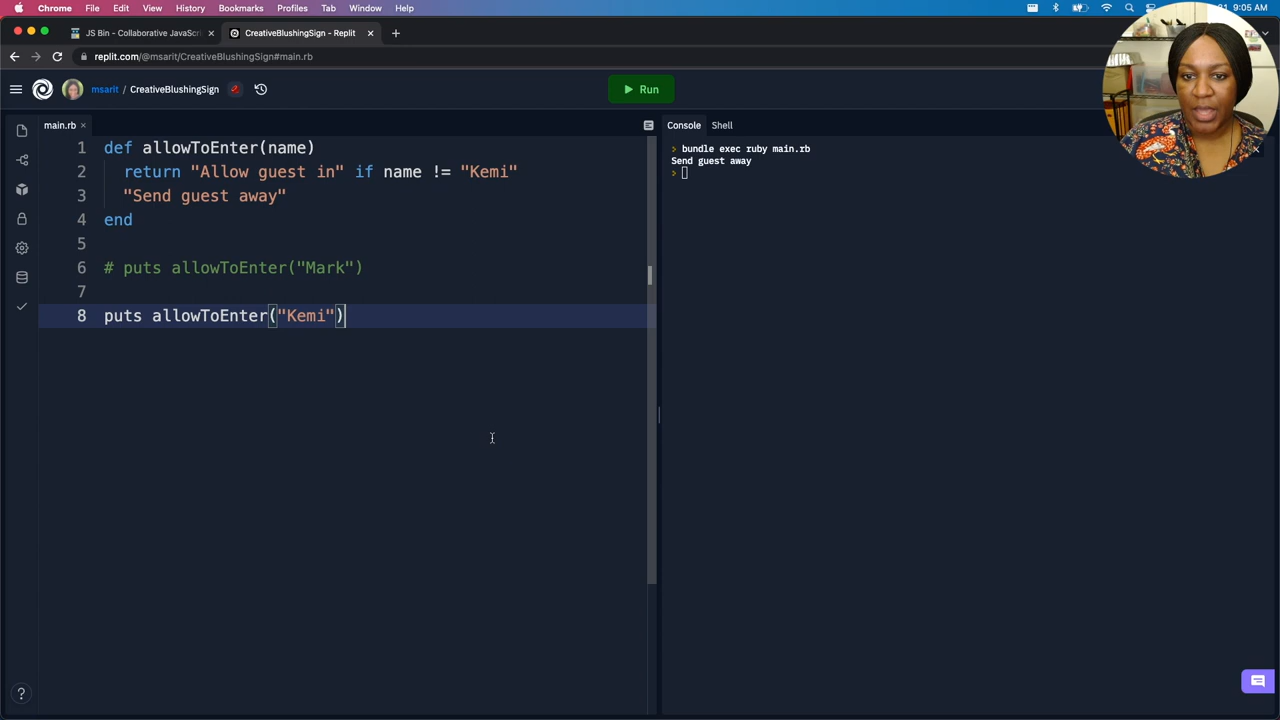 Chrome File Edit View History Bookmarks Profiles Tab Window Help
9:05 AM
JS Bin - Collaborative JavaScri
CreativeBlushingSign - Replit
replit.com/@msarit/CreativeBlushingSign#main.rb
msarit / CreativeBlushingSign
Run
main.rb
Console
Shell
1 def allowToEnter(name)
2 return "Allow guest in" if name != "Kemi"
3 "Send guest away"
4 end
5
6 # puts allowToEnter("Mark")
7
8 puts allowToEnter("Kemi")
> bundle exec ruby main.rb
Send guest away
>
?